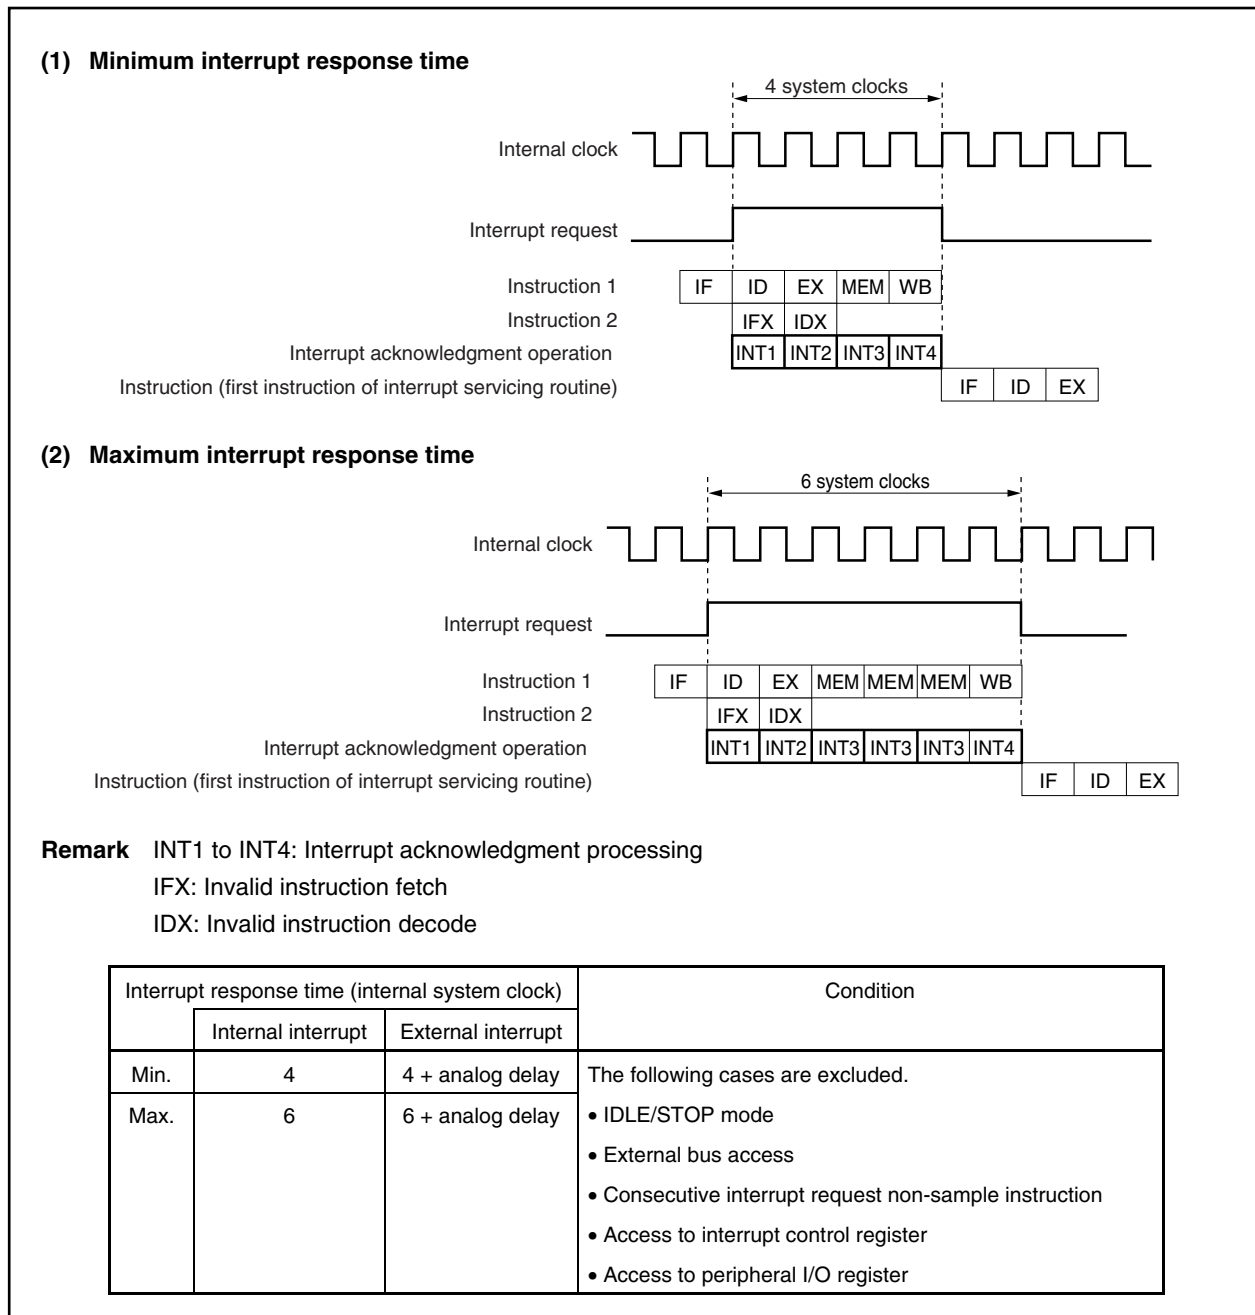 (1) Minimum interrupt response time
4 system clocks
Internal clock
Interrupt request
Instruction 1 IF ID EX MEM WB
Instruction 2 IFX IDX
Interrupt acknowledgment operation INT1 INT2 INT3 INT4
Instruction (first instruction of interrupt servicing routine) IF ID EX
(2) Maximum interrupt response time
6 system clocks
Internal clock
Interrupt request
Instruction 1 IF ID EX MEM MEM MEM WB
Instruction 2 IFX IDX
Interrupt acknowledgment operation INT1 INT2 INT3 INT3 INT3 INT4
Instruction (first instruction of interrupt servicing routine) IF ID EX
Remark INT1 to INT4: Interrupt acknowledgment processing
IFX: Invalid instruction fetch
IDX: Invalid instruction decode
Interrupt response time (internal system clock) Condition
Internal interrupt External interrupt
Min. 4 4 + analog delay The following cases are excluded.
Max. 6 6 + analog delay • IDLE/STOP mode
• External bus access
• Consecutive interrupt request non-sample instruction
• Access to interrupt control register
• Access to peripheral I/O register